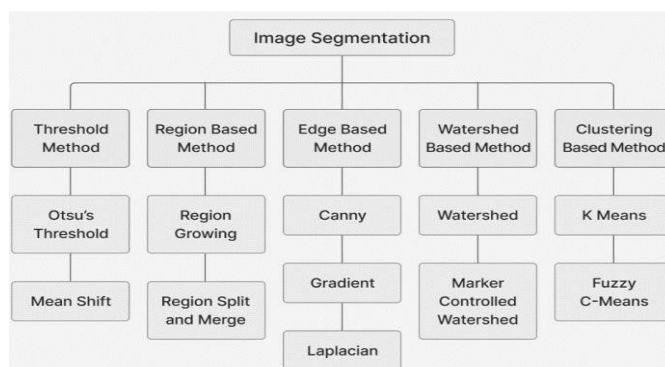 Image Segmentation
Threshold
Method
Region Based
Method
Edge Based
Method
Watershed
Based Method
Clustering
Based Method
Otsu's
Threshold
Region
Growing
Canny
Watershed
K Means
Mean Shift
Region Split
and Merge
Gradient
Marker
Controlled
Watershed
Fuzzy
C-Means
Laplacian